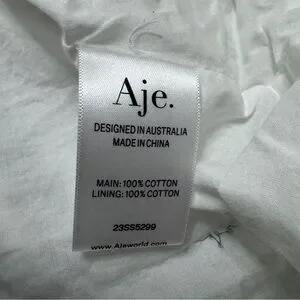 Aje.
DESIGNED IN AUSTRALIA
MADE IN CHINA
MAIN: 100% COTTON
LINING: 100% COTTON
23SS5299
www.Ajeworld.com